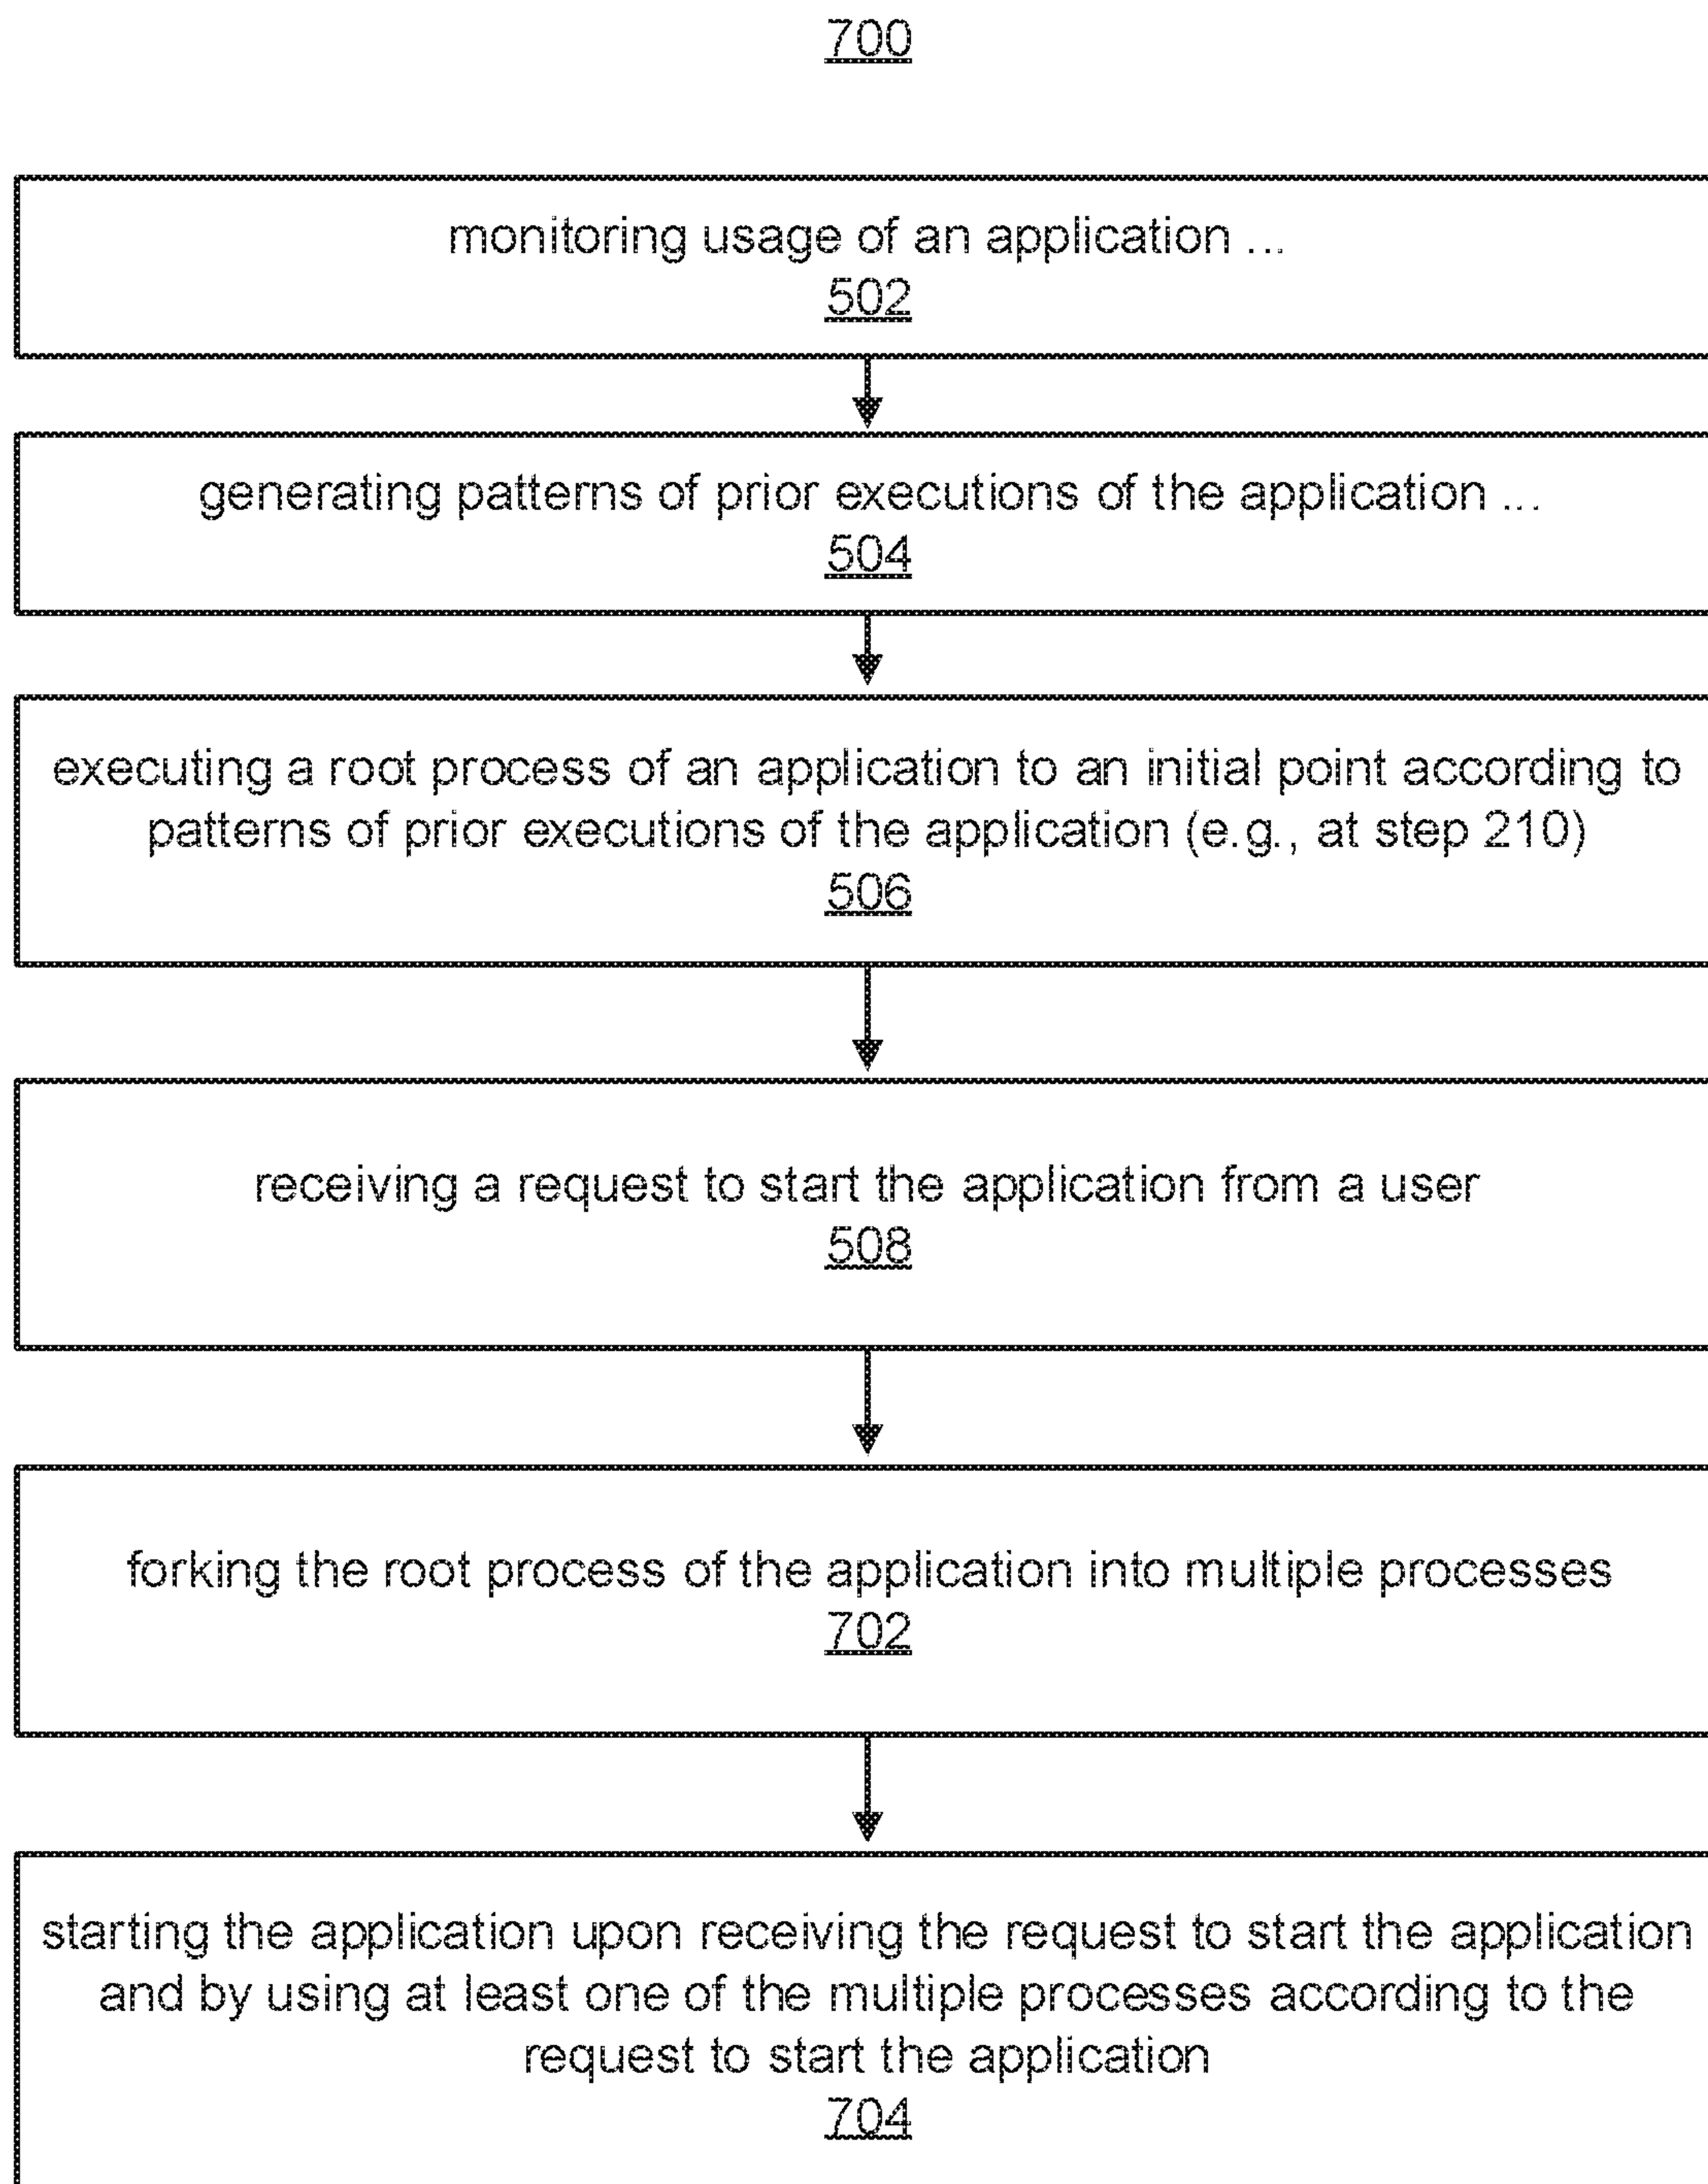 700
monitoring usage of an application ...
502
generating patterns of prior executions of the application ...
504
executing a root process of an application to an initial point according to
patterns of prior executions of the application (e.g., at step 210)
506
receiving a request to start the application from a user
508
forking the root process of the application into multiple processes
702
starting the application upon receiving the request to start the application
and by using at least one of the multiple processes according to the
request to start the application
704